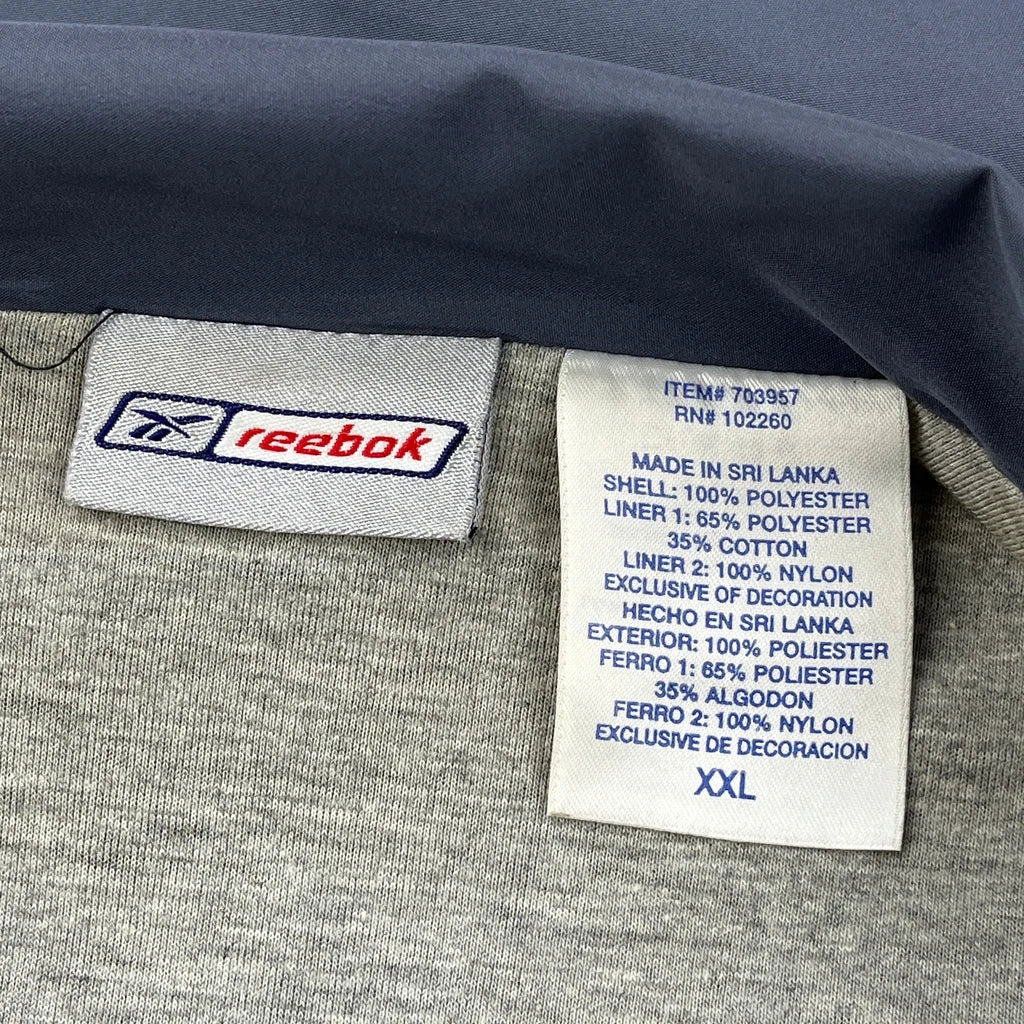 reebok
ITEM# 703957
RN# 102260
MADE IN SRI LANKA
SHELL: 100% POLYESTER
LINER 1: 65% POLYESTER
35% COTTON
LINER 2: 100% NYLON
EXCLUSIVE OF DECORATION
HECHO EN SRI LANKA
EXTERIOR: 100% POLIESTER
FERRO 1: 65% POLIESTER
35% ALGODON
FERRO 2: 100% NYLON
EXCLUSIVE DE DECORACION
XXL